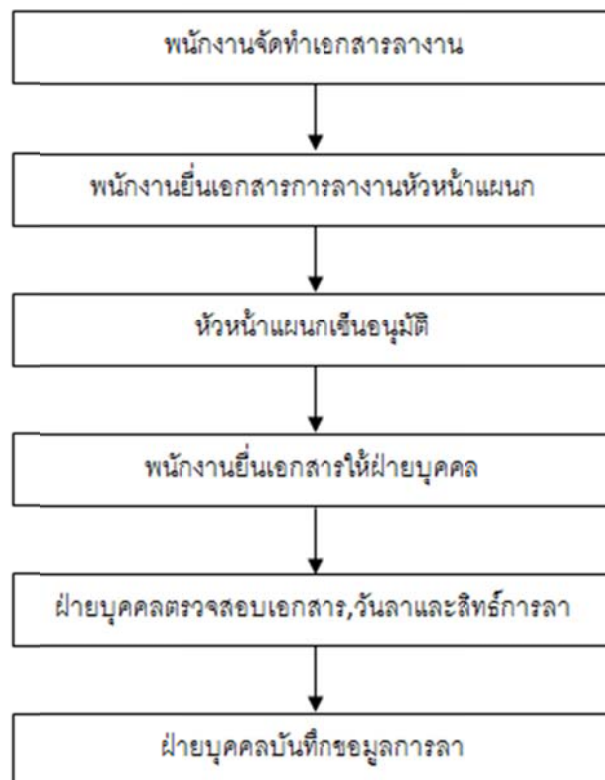 พนักงานจัดทำเอกสารลางาน
พนักงานยื่นเอกสารการลางานหัวหน้าแผนก
หัวหน้าแผนกเซ็นอนุมัติ
พนักงานยื่นเอกสารให้ฝ่ายบุคคล
ฝ่ายบุคคลตรวจสอบเอกสาร,วันลาและสิทธิ์การลา
ฝ่ายบุคคลบันทึกขอมูลการลา